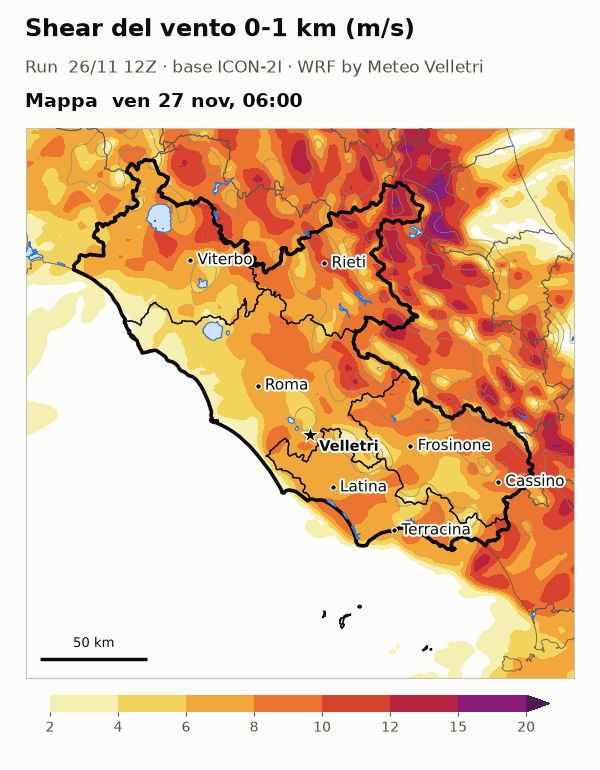 Shear del vento 0-1 km (m/s)
Run 26/11 12Z · base ICON-2I · WRF by Meteo Velletri
Mappa ven 27 nov, 06:00
Viterbo
Rieti
Roma
Velletri
Frosinone
Latina
Cassino
Terracina
50 km
2 4 6 8 10 12 15 20